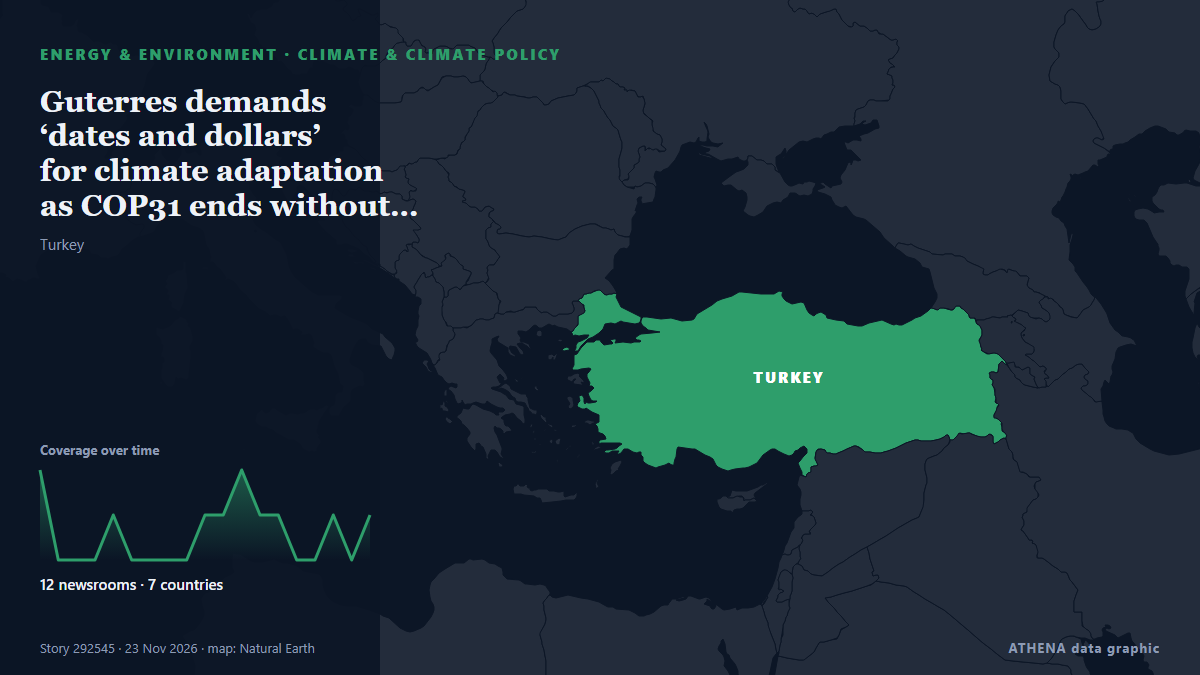 ENERGY & ENVIRONMENT · CLIMATE & CLIMATE POLICY
Guterres demands
‘dates and dollars’
for climate adaptation
as COP31 ends without…
Turkey
TURKEY
Coverage over time
12 newsrooms · 7 countries
Story 292545 · 23 Nov 2026 · map: Natural Earth
ATHENA data graphic